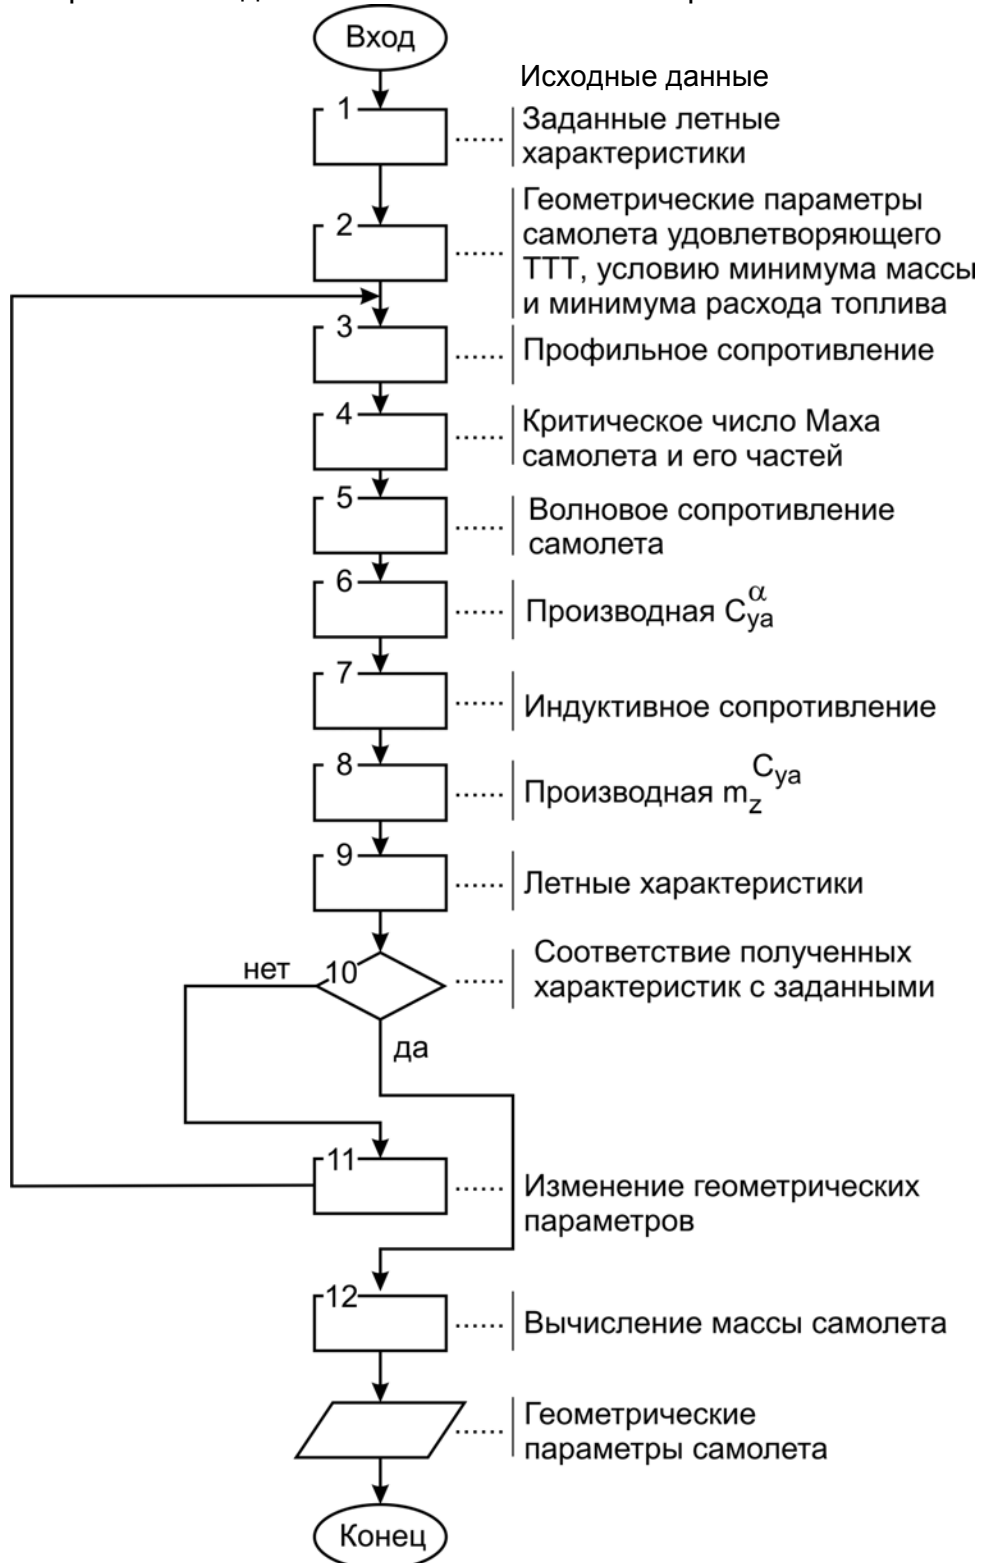 Вход
Исходные данные
1
Заданные летные
характеристики
2
Геометрические параметры
самолета удовлетворяющего
ТТТ, условию минимума массы
и минимума расхода топлива
3
Профильное сопротивление
4
Критическое число Маха
самолета и его частей
5
Волновое сопротивление
самолета
6
Производная C_ya^α
7
Индуктивное сопротивление
8
Производная m_z^C_ya
9
Летные характеристики
10
нет
Соответствие полученных
характеристик с заданными
да
11
Изменение геометрических
параметров
12
Вычисление массы самолета
Геометрические
параметры самолета
Конец